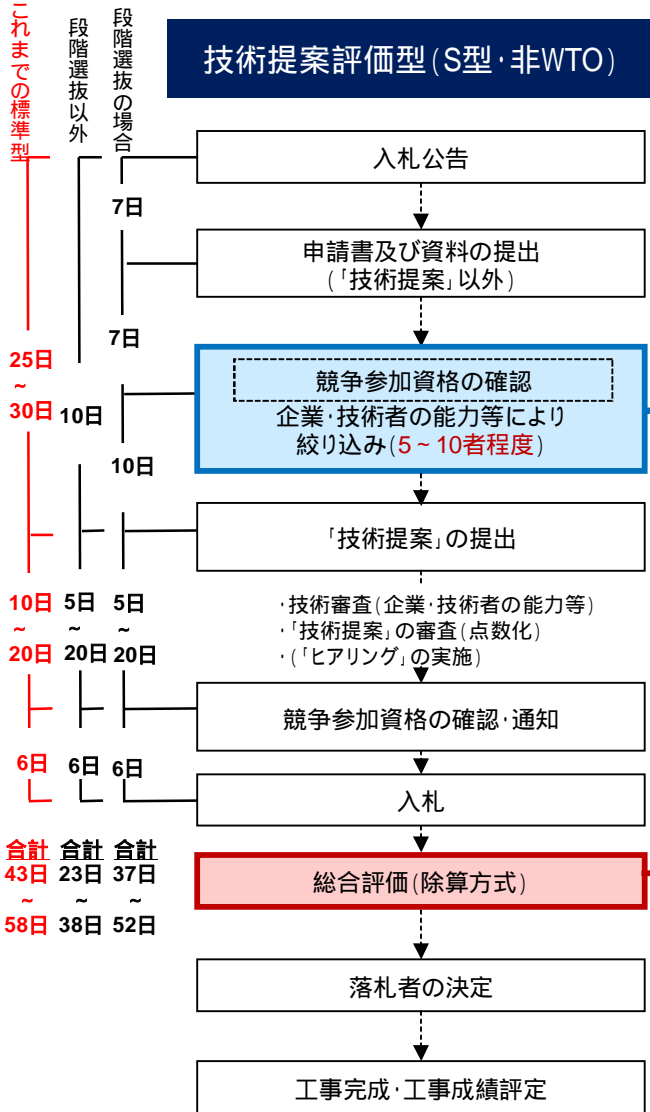 これまでの標準型
段階選抜以外
段階選抜の場合
技術提案評価型(S型・非WTO)
入札公告
7日
申請書及び資料の提出
(「技術提案」以外)
7日
25日
~
30日
10日
競争参加資格の確認
企業・技術者の能力等により
絞り込み(5~10者程度)
10日
「技術提案」の提出
10日
~
20日
5日
~
20日
5日
~
20日
・技術審査(企業・技術者の能力等)
・「技術提案」の審査(点数化)
・(「ヒアリング」の実施)
競争参加資格の確認・通知
6日
6日
6日
入札
合計
43日
~
58日
合計
23日
~
38日
合計
37日
~
52日
総合評価(除算方式)
落札者の決定
工事完成・工事成績評定